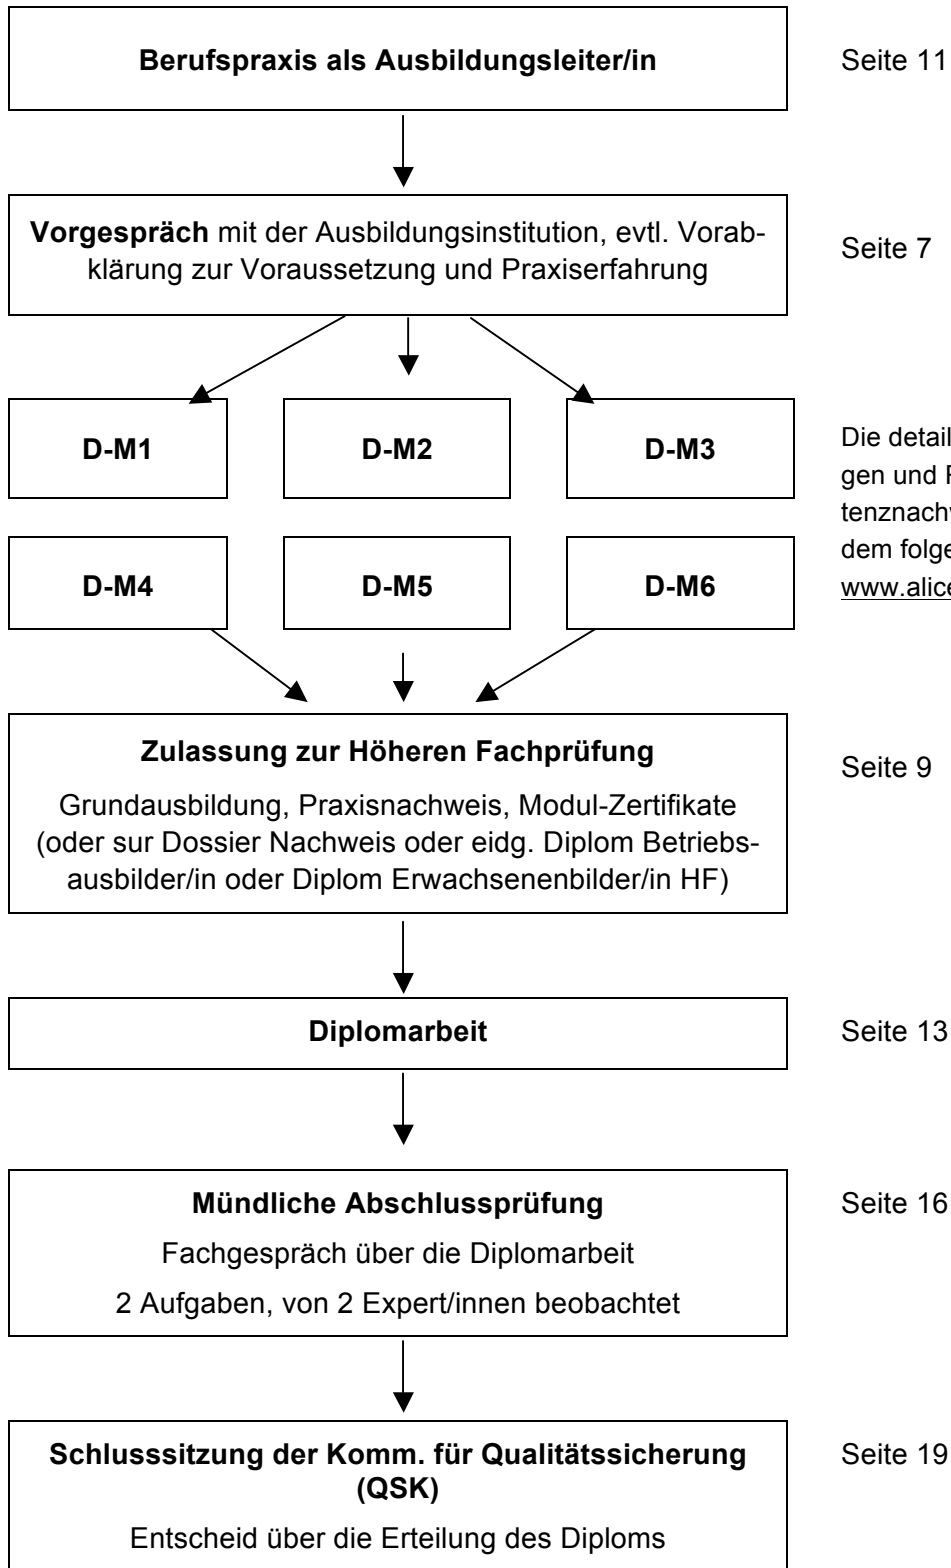 Berufspraxis als Ausbildungsleiter/in
Seite 11
Vorgespräch mit der Ausbildungsinstitution, evtl. Vorab-
klärung zur Voraussetzung und Praxiserfahrung
Seite 7
D-M1
D-M2
D-M3
D-M4
D-M5
D-M6
Die detail
gen und
tenznach
dem folge
www.alic
Zulassung zur Höheren Fachprüfung
Grundausbildung, Praxisnachweis, Modul-Zertifikate
(oder sur Dossier Nachweis oder eidg. Diplom Betriebs-
ausbilder/in oder Diplom Erwachsenenbilder/in HF)
Seite 9
Diplomarbeit
Seite 13
Mündliche Abschlussprüfung
Fachgespräch über die Diplomarbeit
2 Aufgaben, von 2 Expert/innen beobachtet
Seite 16
Schlusssitzung der Komm. für Qualitätssicherung
(QSK)
Entscheid über die Erteilung des Diploms
Seite 19